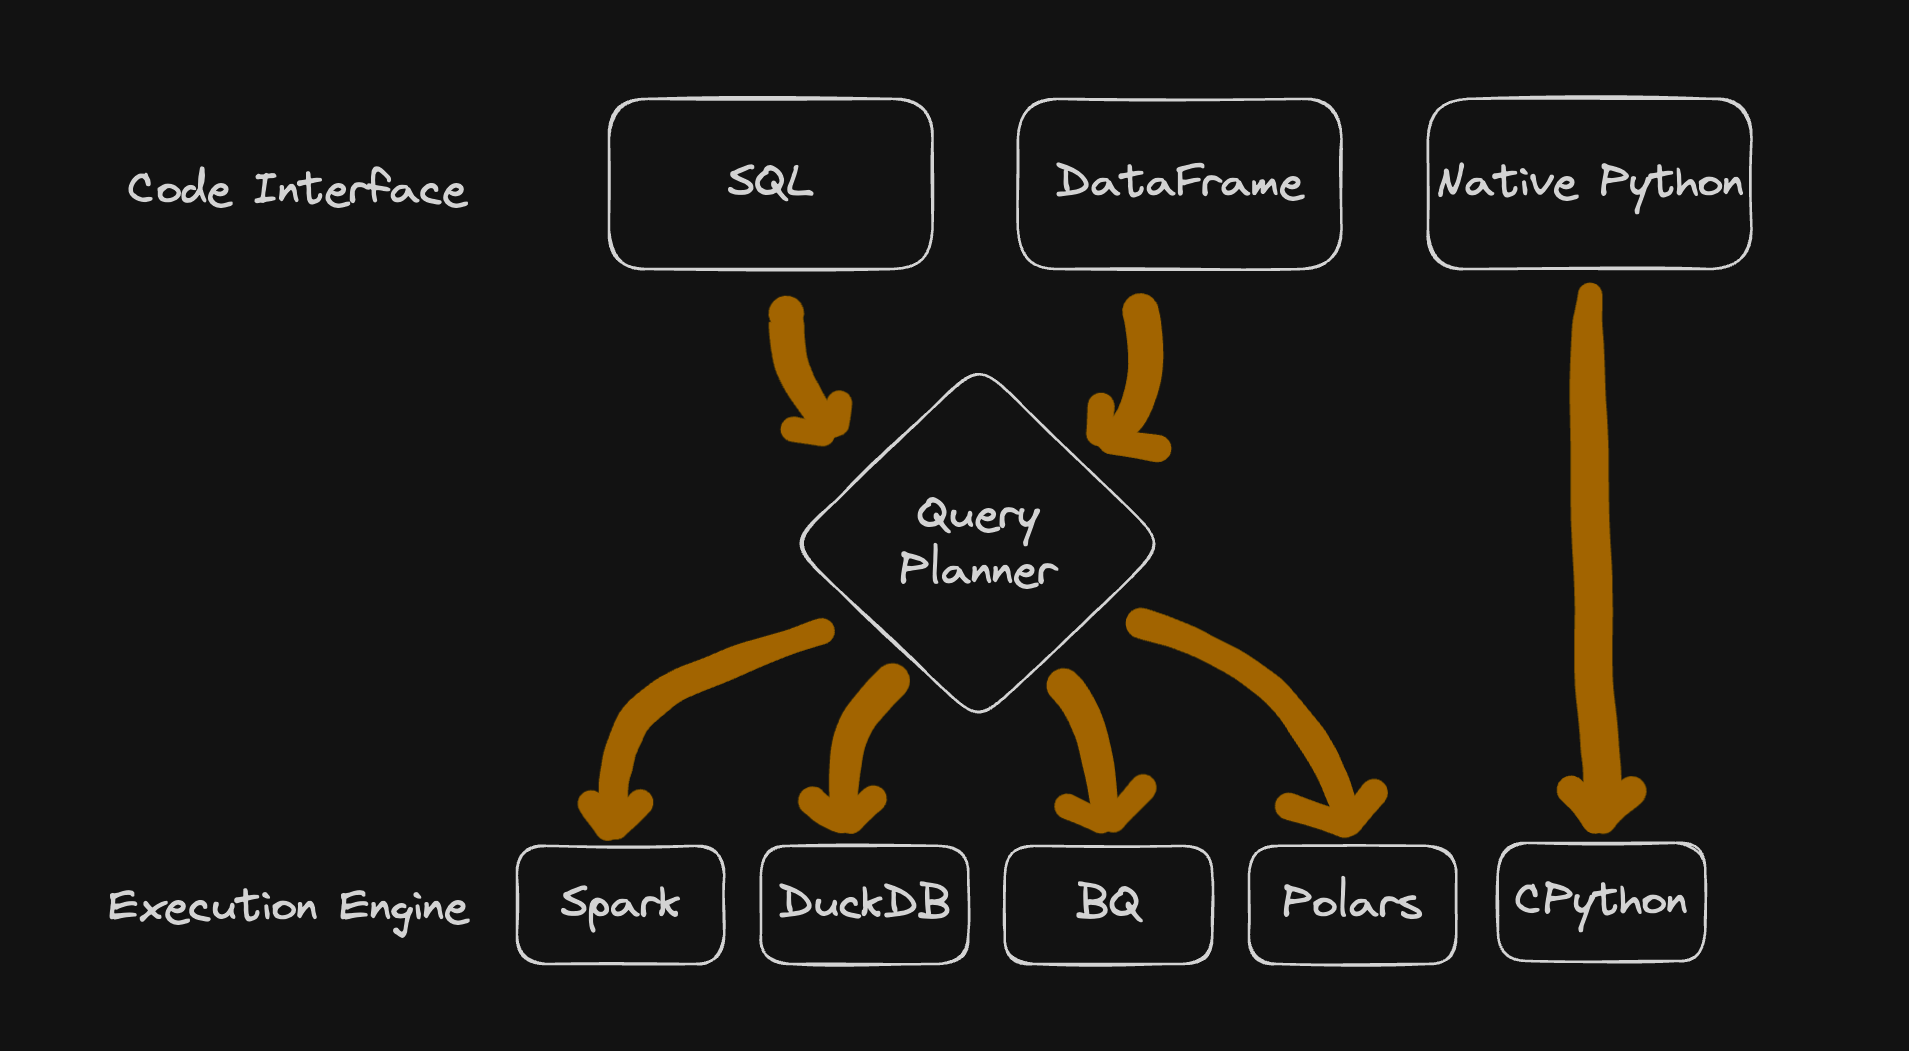 Code Interface
SQL
DataFrame
Native Python
Query
Planner
Execution Engine
Spark
DuckDB
BQ
Polars
CPython